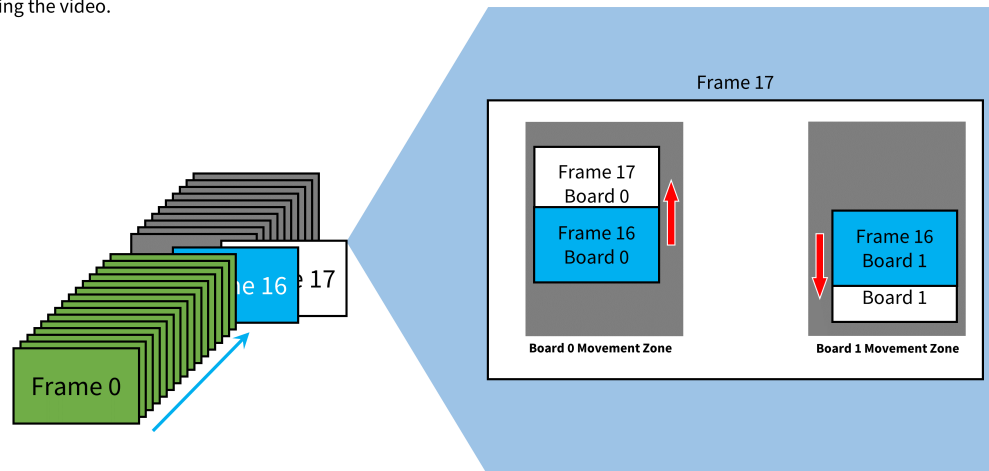 ing the video.
Frame 17
Frame 17
Board 0
Frame 16
Board 0
Frame 16
Board 1
Board 1
Board 0 Movement Zone
Board 1 Movement Zone
ne 16
e 17
Frame 0